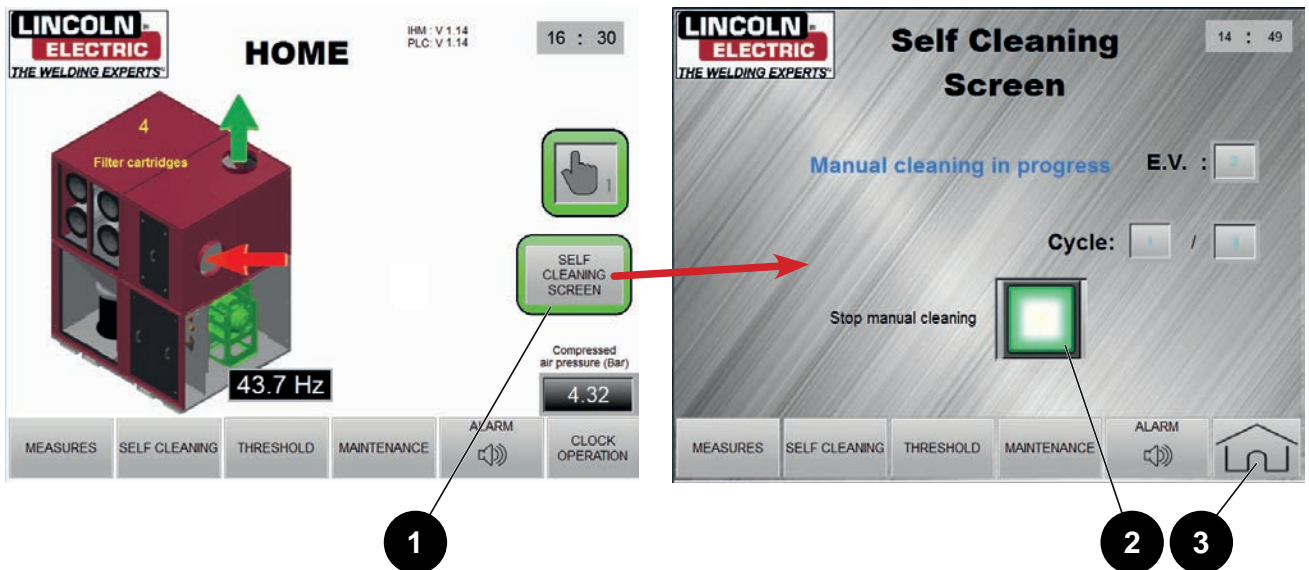 LINCOLN
ELECTRIC
THE WELDING EXPERTS
HOME
IHM : V 1.14
PLC: V 1.14
16 : 30
4
Filter cartridges
1
SELF
CLEANING
SCREEN
Compressed
air pressure (Bar)
4.32
43.7 Hz
MEASURES
SELF CLEANING
THRESHOLD
MAINTENANCE
ALARM
CLOCK
OPERATION
1
LINCOLN
ELECTRIC
THE WELDING EXPERTS
Self Cleaning
Screen
14 : 49
Manual cleaning in progress
E.V. :
Cycle: 1 /
Stop manual cleaning
MEASURES
SELF CLEANING
THRESHOLD
MAINTENANCE
ALARM
2
3